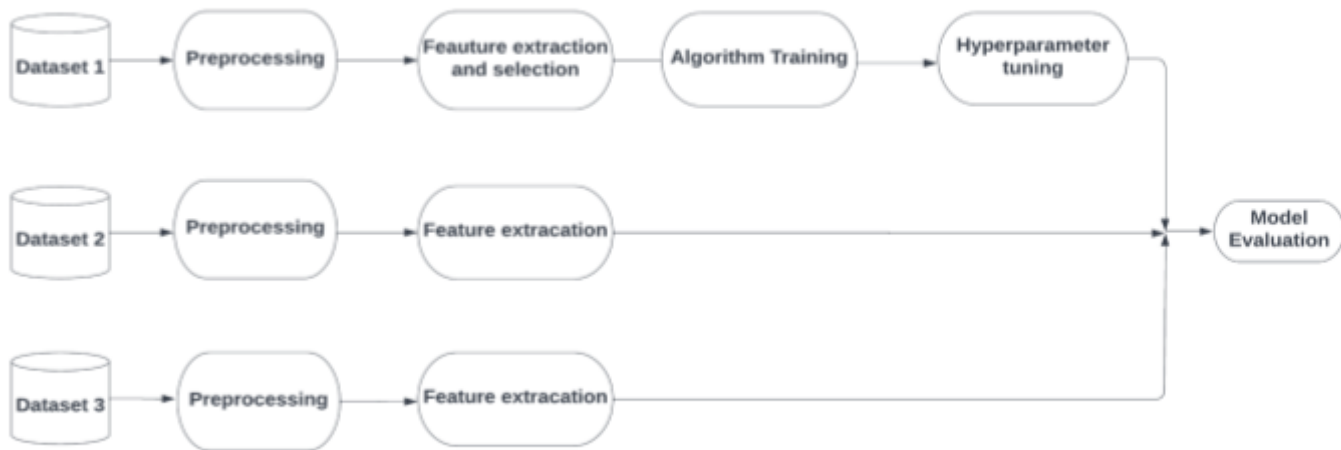 Dataset 1
Preprocessing
Feauture extraction
and selection
Algorithm Training
Hyperparameter
tuning
Dataset 2
Preprocessing
Feature extracation
Model
Evaluation
Dataset 3
Preprocessing
Feature extracation